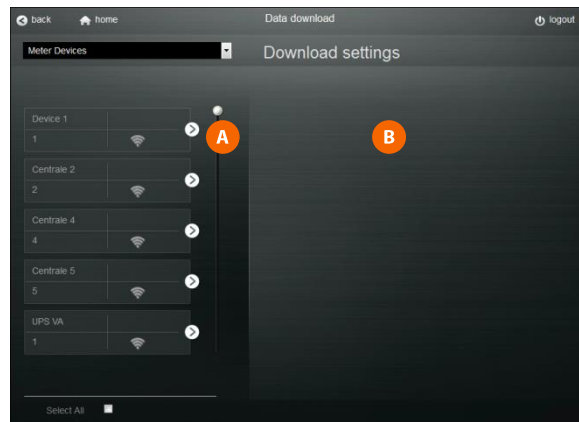 back home Data download logout
Meter Devices
Download settings
Device 1
1
A
B
Centrale 2
2
Centrale 4
4
Centrale 5
5
UPS VA
1
Select All